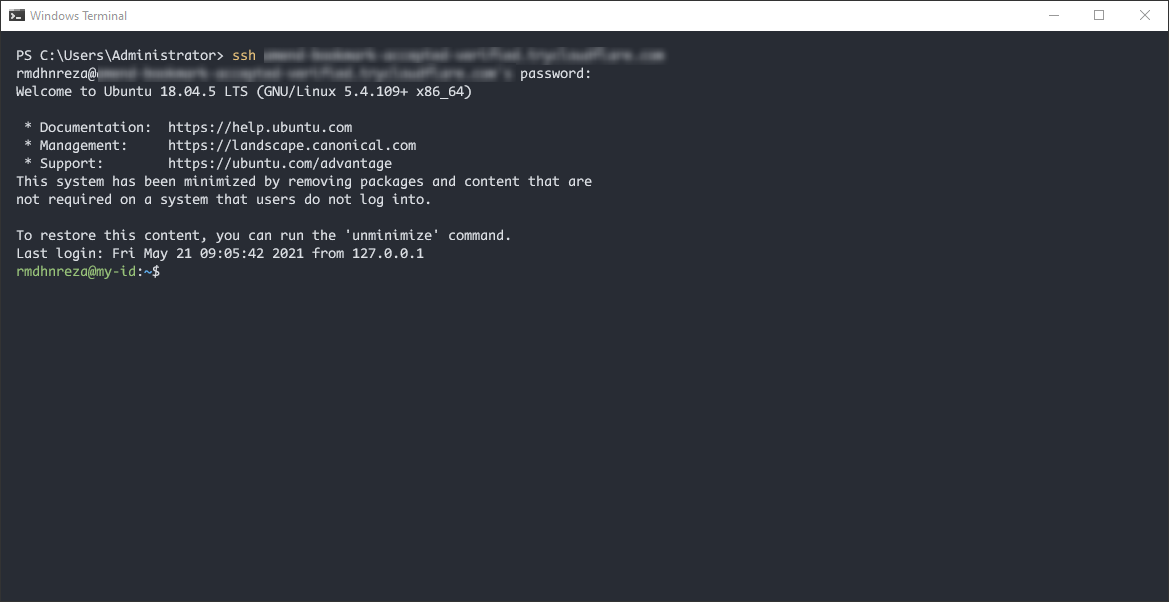 Windows Terminal
PS C:\Users\Administrator> ssh
rmdhnreza@ password:
Welcome to Ubuntu 18.04.5 LTS (GNU/Linux 5.4.109+ x86_64)
* Documentation:  https://help.ubuntu.com
* Management:     https://landscape.canonical.com
* Support:        https://ubuntu.com/advantage
This system has been minimized by removing packages and content that are
not required on a system that users do not log into.
To restore this content, you can run the 'unminimize' command.
Last login: Fri May 21 09:05:42 2021 from 127.0.0.1
rmdhnreza@my-id:~$